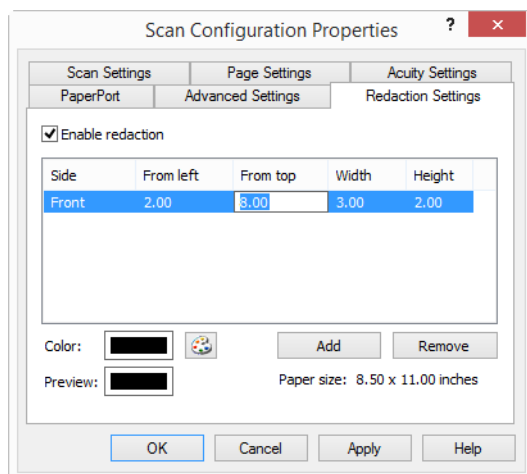 Scan Configuration Properties ? ×
Scan Settings Page Settings Acuity Settings
PaperPort Advanced Settings Redaction Settings
Enable redaction
Side From left From top Width Height
Front 2.00 8.00 3.00 2.00
Color: Add Remove
Preview: Paper size: 8.50 x 11.00 inches
OK Cancel Apply Help